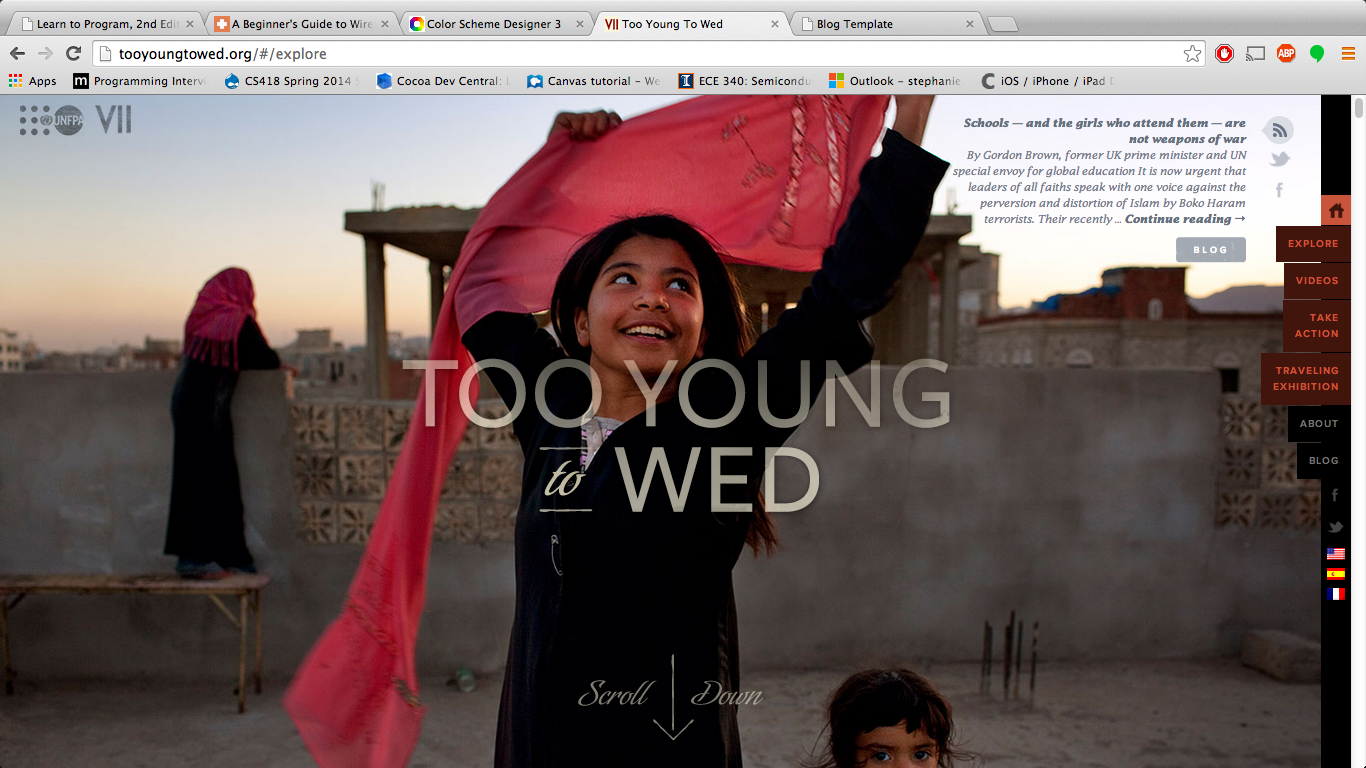 Learn to Program, 2nd Edit
A Beginner's Guide to Wire
Color Scheme Designer 3
VII Too Young To Wed
Blog Template
tooyoungtowed.org/#/explore
ABP
Apps
m Programming Intervi
CS418 Spring 2014
Cocoa Dev Central:
Canvas tutorial – We
I ECE 340: Semicondu
Outlook – stephanie
iOS / iPhone / iPad
UNFPA VII
Schools — and the girls who attend them — are
not weapons of war
By Gordon Brown, former UK prime minister and UN
special envoy for global education It is now urgent that
leaders of all faiths speak with one voice against the
perversion and distortion of Islam by Boko Haram
terrorists. Their recently ... Continue reading →
BLOG
EXPLORE
VIDEOS
TAKE
ACTION
TRAVELING
EXHIBITION
ABOUT
BLOG
TOO YOUNG
to WED
Scroll Down